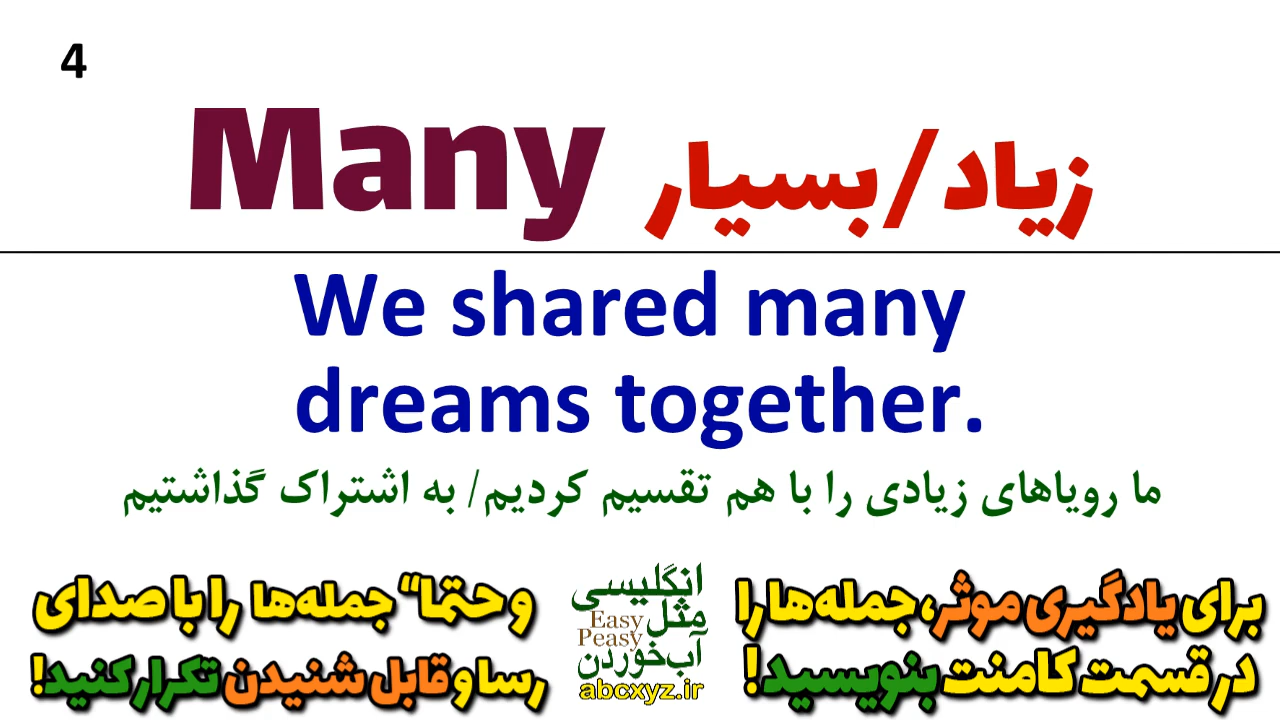 4
Many زیاد/بسیار
We shared many
dreams together.
ما رویاهای زیادی را با هم تقسیم کردیم/ به اشتراک گذاشتیم
برای یادگیری موثر، جمله‌ها را
در قسمت کامنت بنویسید!
انگلیسی
مثل
Easy
Peasy
آب خوردن
abcxyz.ir
و حتما“ جمله‌ها را با صدای
رسا و قابل شنیدن تکرار کنید!